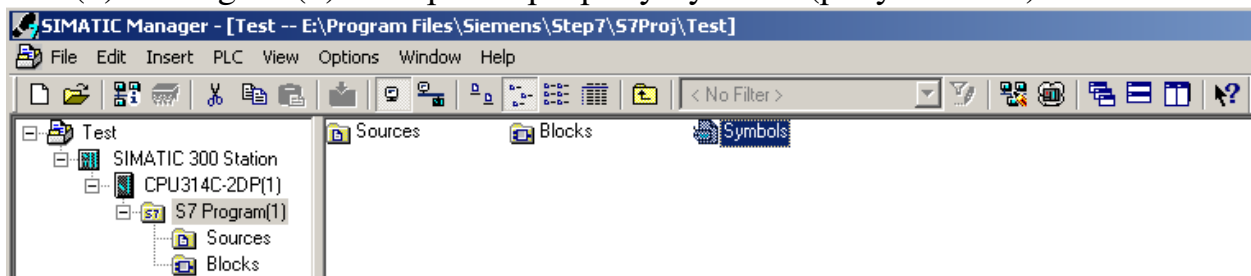 SIMATIC Manager - [Test -- E:\Program Files\Siemens\Step7\S7Proj\Test]
File Edit Insert PLC View Options Window Help
< No Filter >
Test
SIMATIC 300 Station
CPU314C-2DP(1)
S7 Program(1)
Sources
Blocks
Sources Blocks Symbols